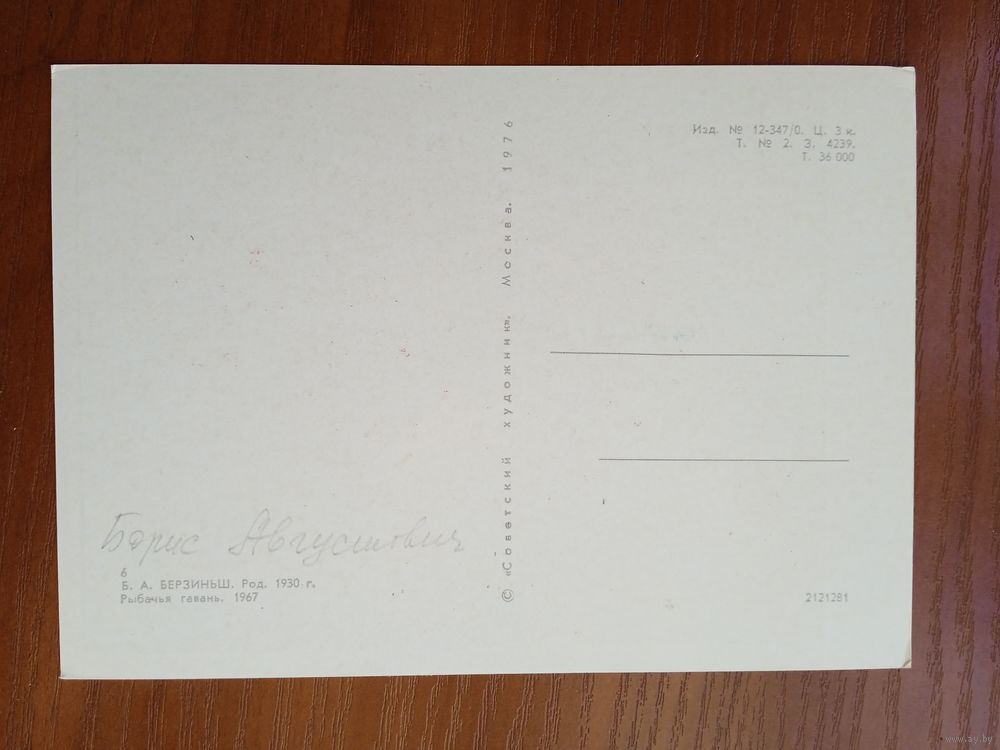 Изд. № 12-347/0. Ц. 3 к.
Т. № 2. З. 4239.
Т. 36 000
© «Советский художник». Москва. 1976
Борис Августович
6
Б. А. БЕРЗИНЬШ. Род. 1930 г.
Рыбачья гавань. 1967
2121281
www.ay.by